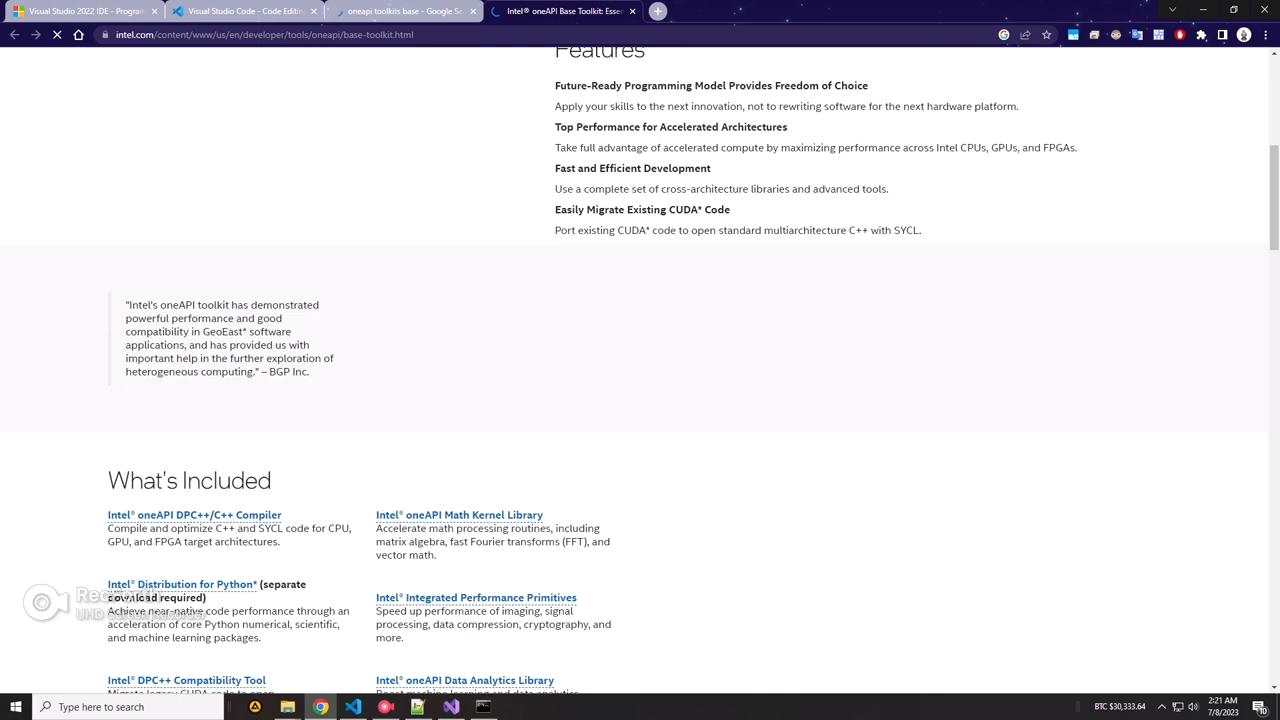 Visual Studio 2022 IDE - Program
Visual Studio Code - Code Editin
oneapi toolkits base - Google Se
Intel® oneAPI Base Toolkit: Esse
intel.com/content/www/us/en/developer/tools/oneapi/base-toolkit.html
Features
Future-Ready Programming Model Provides Freedom of Choice
Apply your skills to the next innovation, not to rewriting software for the next hardware platform.
Top Performance for Accelerated Architectures
Take full advantage of accelerated compute by maximizing performance across Intel CPUs, GPUs, and FPGAs.
Fast and Efficient Development
Use a complete set of cross-architecture libraries and advanced tools.
Easily Migrate Existing CUDA* Code
Port existing CUDA* code to open standard multiarchitecture C++ with SYCL.
"Intel's oneAPI toolkit has demonstrated
powerful performance and good
compatibility in GeoEast* software
applications, and has provided us with
important help in the further exploration of
heterogeneous computing." – BGP Inc.
What's Included
Intel® oneAPI DPC++/C++ Compiler
Compile and optimize C++ and SYCL code for CPU,
GPU, and FPGA target architectures.
Intel® Distribution for Python* (separate
download required)
Achieve near-native code performance through an
acceleration of core Python numerical, scientific,
and machine learning packages.
Intel® DPC++ Compatibility Tool
Migrate legacy CUDA code to open
Intel® oneAPI Math Kernel Library
Accelerate math processing routines, including
matrix algebra, fast Fourier transforms (FFT), and
vector math.
Intel® Integrated Performance Primitives
Speed up performance of imaging, signal
processing, data compression, cryptography, and
more.
Intel® oneAPI Data Analytics Library
Boost machine learning and data analytics
Type here to search
BTC $30,333.64
2:21 AM
7/8/2023